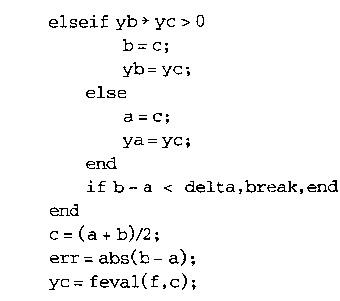 elseif yb*yc>0
b=c;
yb=yc;
else
a=c;
ya=yc;
end
if b-a < delta,break,end
end
c=(a+b)/2;
err=abs(b-a);
yc=feval(f,c);